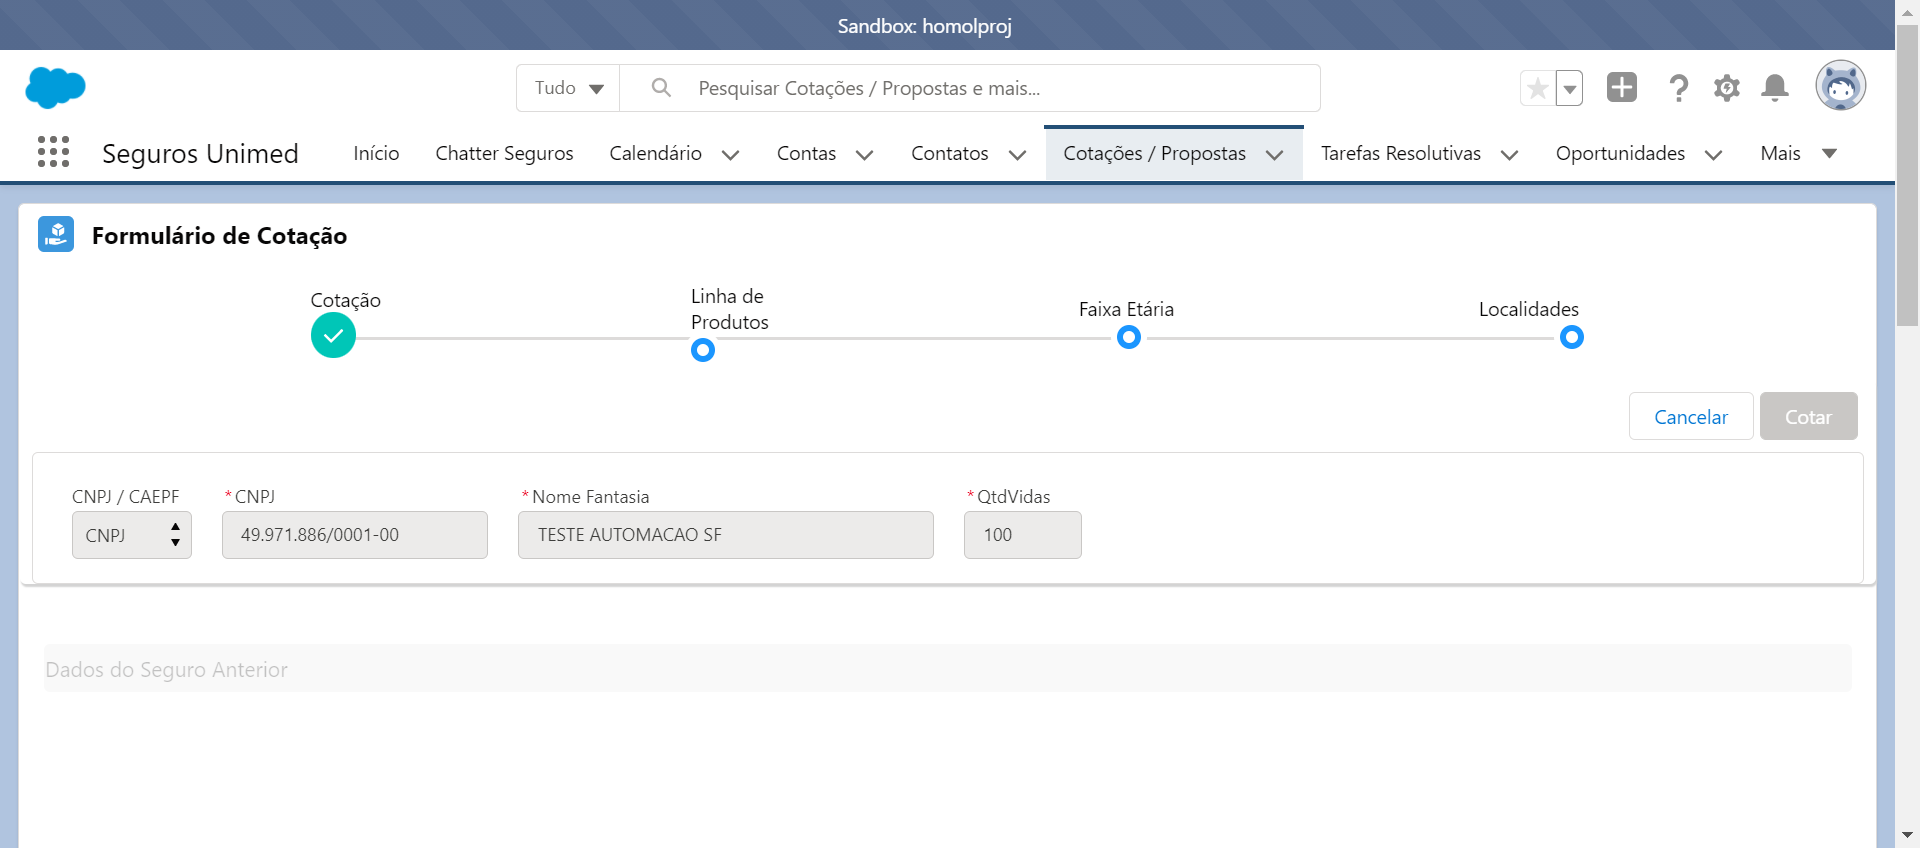 Sandbox: homolproj
Tudo
Pesquisar Cotações / Propostas e mais...
Seguros Unimed
Início
Chatter Seguros
Calendário
Contas
Contatos
Cotações / Propostas
Tarefas Resolutivas
Oportunidades
Mais
Formulário de Cotação
Cotação
Linha de
Produtos
Faixa Etária
Localidades
Cancelar
Cotar
CNPJ / CAEPF
*CNPJ
*Nome Fantasia
*QtdVidas
CNPJ
49.971.886/0001-00
TESTE AUTOMACAO SF
100
Dados do Seguro Anterior